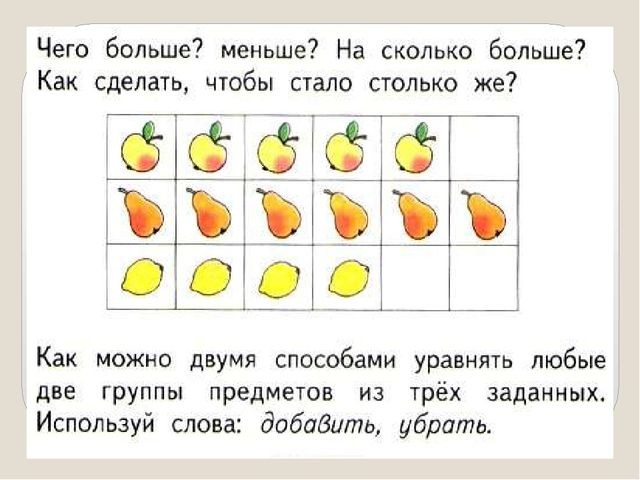 Чего больше? меньше? На сколько больше?
Как сделать, чтобы стало столько же?
Как можно двумя способами уравнять любые
две группы предметов из трёх заданных.
Используй слова: добавить, убрать.